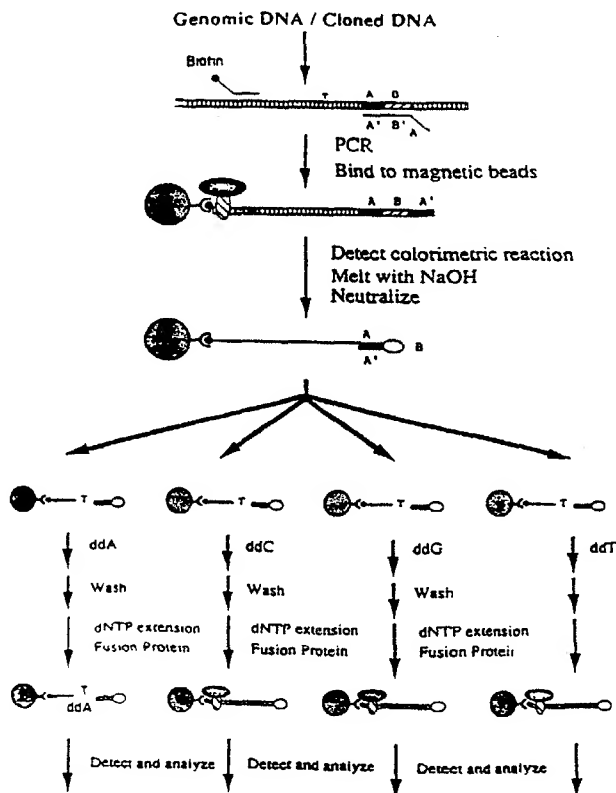 Genomic DNA / Cloned DNA
Biotin
T A B
A' B' A
PCR
Bind to magnetic beads
A B A'
Detect colorimetric reaction
Melt with NaOH
Neutralize
A
B
A'
T T T T
ddA ddC ddG ddT
Wash Wash Wash
dNTP extension dNTP extension dNTP extension
Fusion Protein Fusion Protein Fusion Protein
T
ddA
Detect and analyze Detect and analyze Detect and analyze